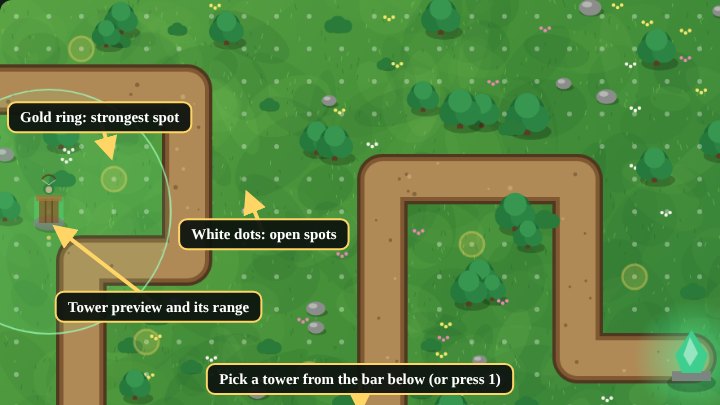 Gold ring: strongest spot
White dots: open spots
Tower preview and its range
Pick a tower from the bar below (or press 1)